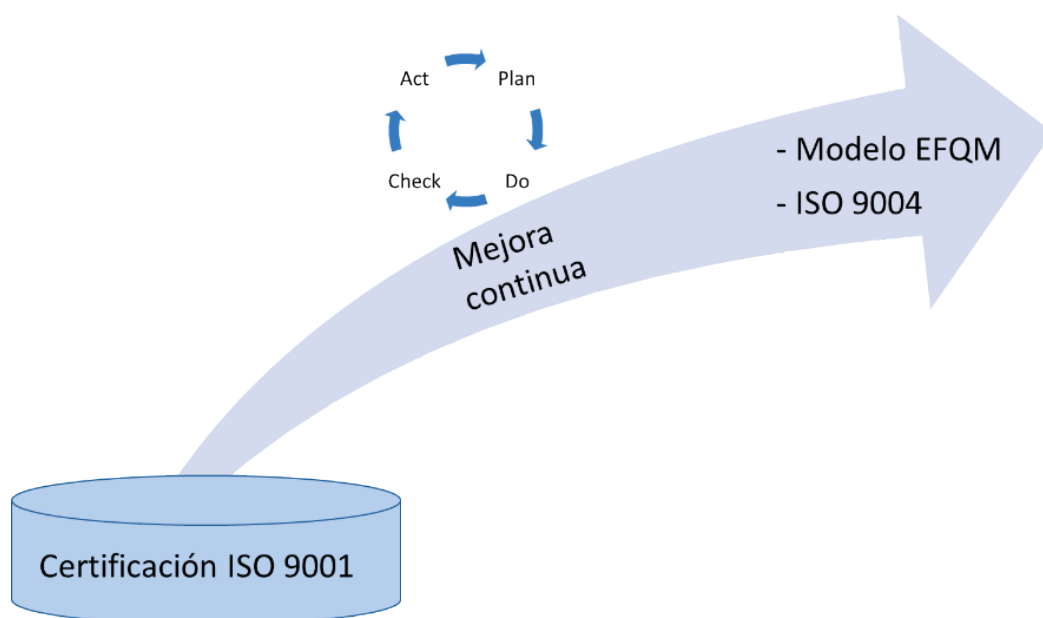 Act
Plan
Check
Do
- Modelo EFQM
- ISO 9004
Mejora
continua
Certificación ISO 9001